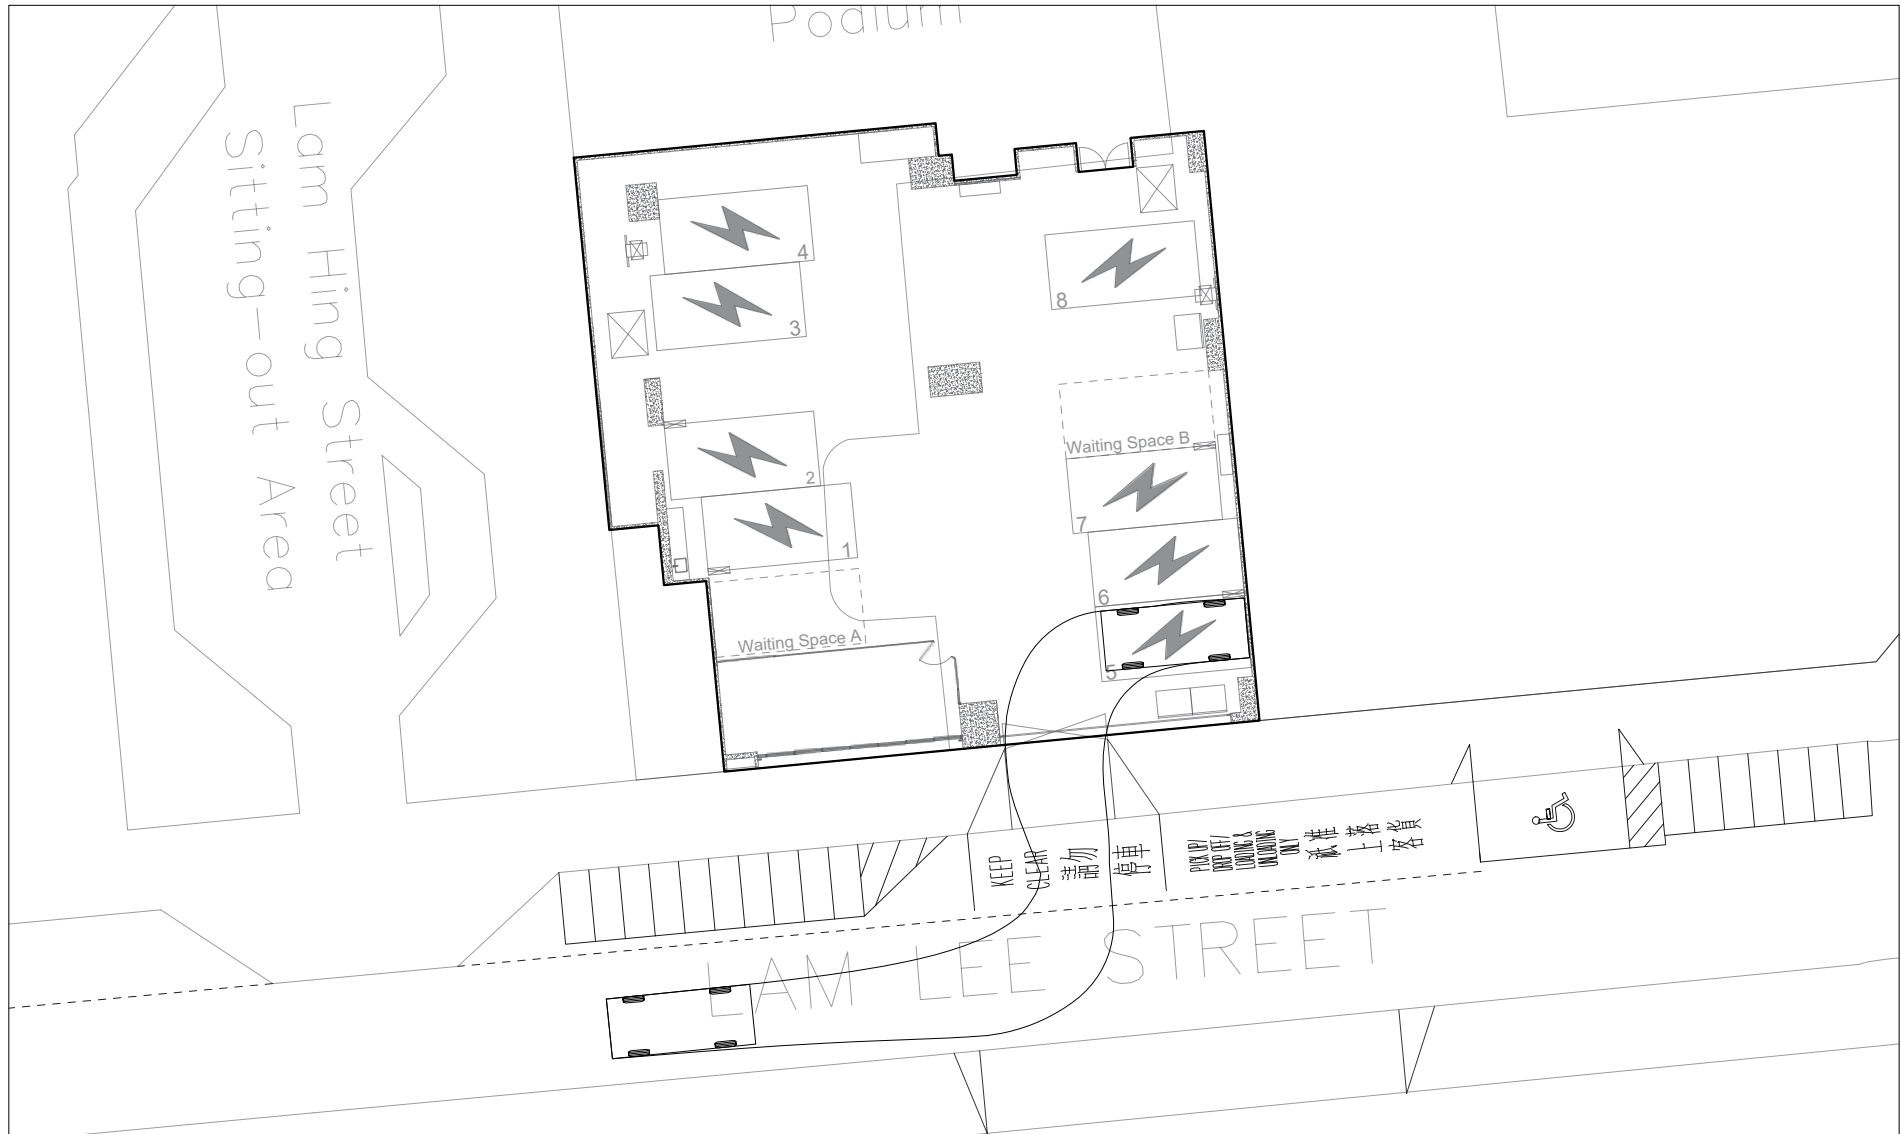 Podium
Lam Hing Street
Sitting-out Area
4
3
8
Waiting Space B
2
7
1
6
Waiting Space A
5
KEEP
CLEAR
請勿
停車
PICK UP/
DROP OFF/
LOADING &
UNLOADING
ONLY
祇准
上落
客貨
LAM LEE STREET